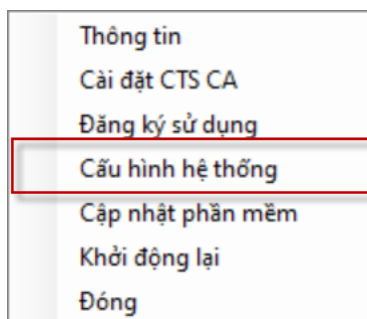 Thông tin
Cài đặt CTS CA
Đăng ký sử dụng
Cấu hình hệ thống
Cập nhật phần mềm
Khởi động lại
Đóng